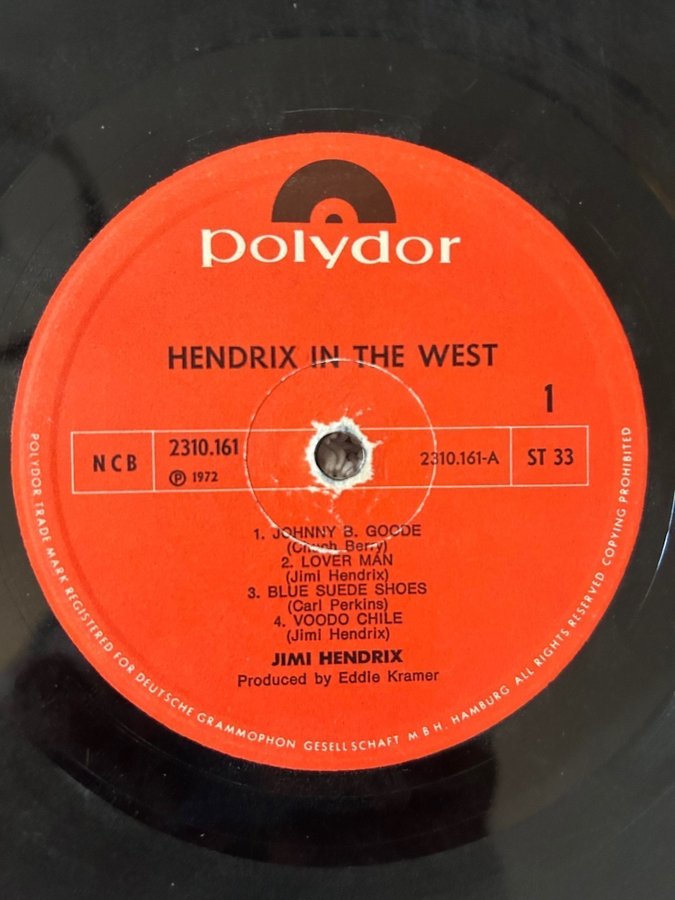 polydor
HENDRIX IN THE WEST
1
NCB
2310.161
℗ 1972
2310.161-A
ST 33
1. JOHNNY B. GOODE
(Chuch Berry)
2. LOVER MAN
(Jimi Hendrix)
3. BLUE SUEDE SHOES
(Carl Perkins)
4. VOODO CHILE
(Jimi Hendrix)
JIMI HENDRIX
Produced by Eddie Kramer
POLYDOR TRADE MARK REGISTERED FOR DEUTSCHE GRAMMOPHON GESELLSCHAFT M B H. HAMBURG ALL RIGHTS RESERVED COPYING PROHIBITED